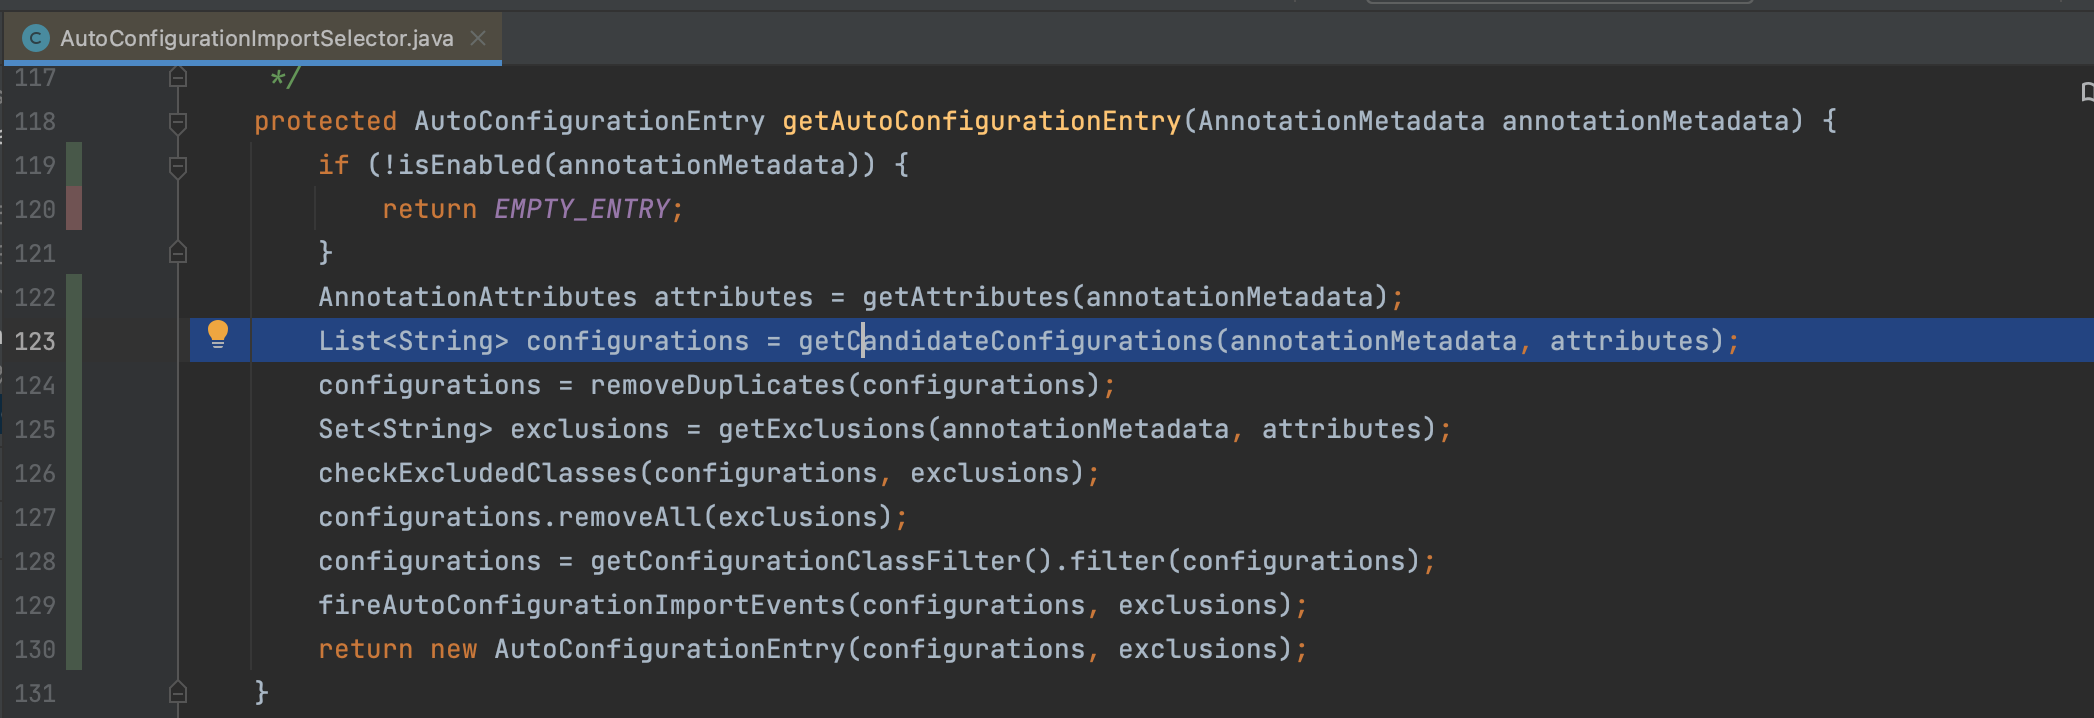 C AutoConfigurationImportSelector.java
117 */
118 protected AutoConfigurationEntry getAutoConfigurationEntry(AnnotationMetadata annotationMetadata) {
119 if (!isEnabled(annotationMetadata)) {
120 return EMPTY_ENTRY;
121 }
122 AnnotationAttributes attributes = getAttributes(annotationMetadata);
123 List<String> configurations = getCandidateConfigurations(annotationMetadata, attributes);
124 configurations = removeDuplicates(configurations);
125 Set<String> exclusions = getExclusions(annotationMetadata, attributes);
126 checkExcludedClasses(configurations, exclusions);
127 configurations.removeAll(exclusions);
128 configurations = getConfigurationClassFilter().filter(configurations);
129 fireAutoConfigurationImportEvents(configurations, exclusions);
130 return new AutoConfigurationEntry(configurations, exclusions);
131 }